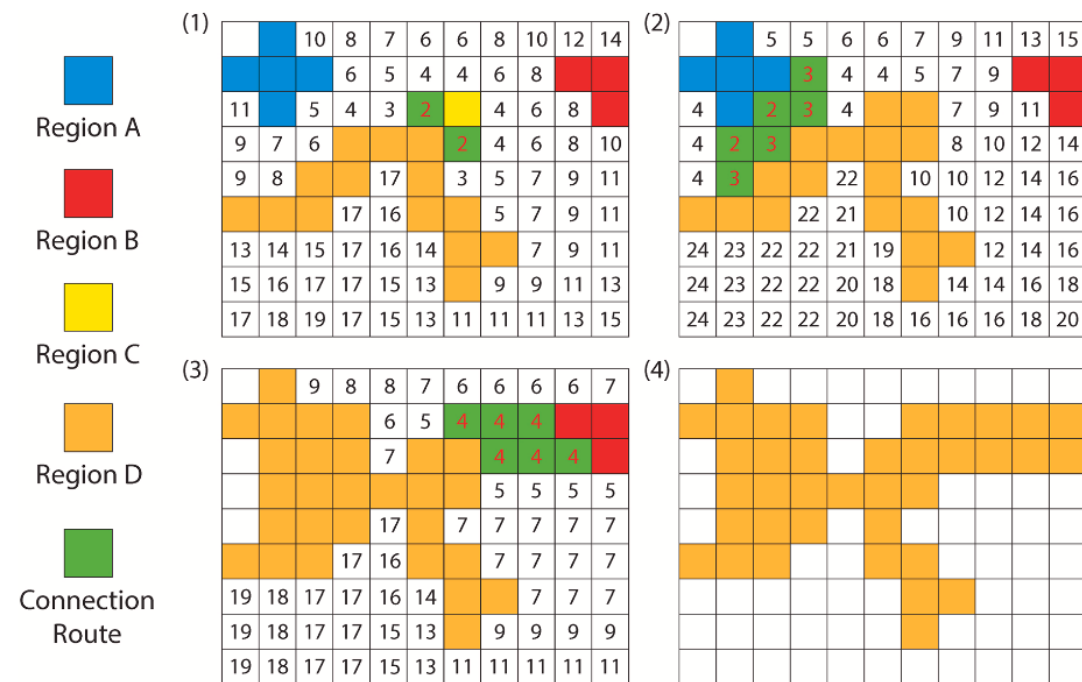 Region A
Region B
Region C
Region D
Connection
Route
(1)
10 8 7 6 6 8 10 12 14
6 5 4 4 6 8
11 5 4 3 2 4 6 8
9 7 6 2 4 6 8 10
9 8 17 3 5 7 9 11
17 16 5 7 9 11
13 14 15 17 16 14 7 9 11
15 16 17 17 15 13 9 9 11 13
17 18 19 17 15 13 11 11 11 13 15
(2)
5 5 6 6 7 9 11 13 15
3 4 4 5 7 9
4 2 3 4 7 9 11
4 2 3 8 10 12 14
4 3 22 10 10 12 14 16
22 21 10 12 14 16
24 23 22 22 21 19 12 14 16
24 23 22 22 20 18 14 14 16 18
24 23 22 22 20 18 16 16 16 18 20
(3)
9 8 8 7 6 6 6 6 7
6 5 4 4 4
7 4 4 4
5 5 5 5
17 7 7 7 7 7
17 16 7 7 7 7
19 18 17 17 16 14 7 7 7
19 18 17 17 15 13 9 9 9 9
19 18 17 17 15 13 11 11 11 11 11
(4)